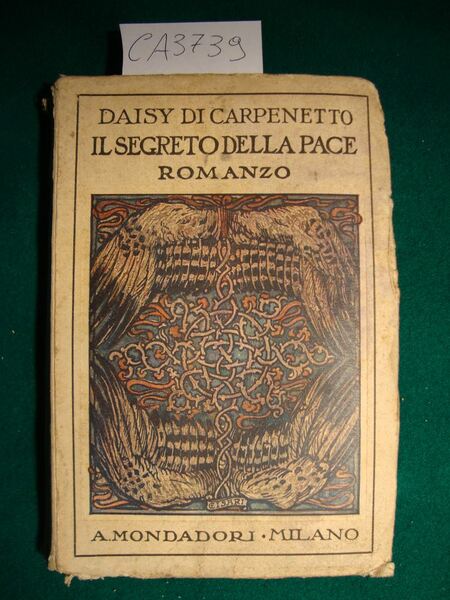 CA3739
DAISY DI CARPENETTO
IL SEGRETO DELLA PACE
ROMANZO
A. MONDADORI · MILANO